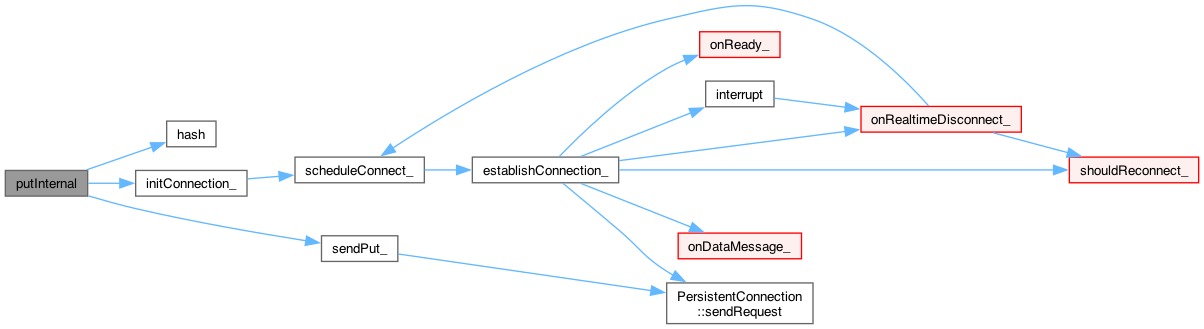 putInternal
hash
initConnection_
sendPut_
scheduleConnect_
establishConnection_
onReady_
interrupt
onRealtimeDisconnect_
shouldReconnect_
onDataMessage_
PersistentConnection
::sendRequest